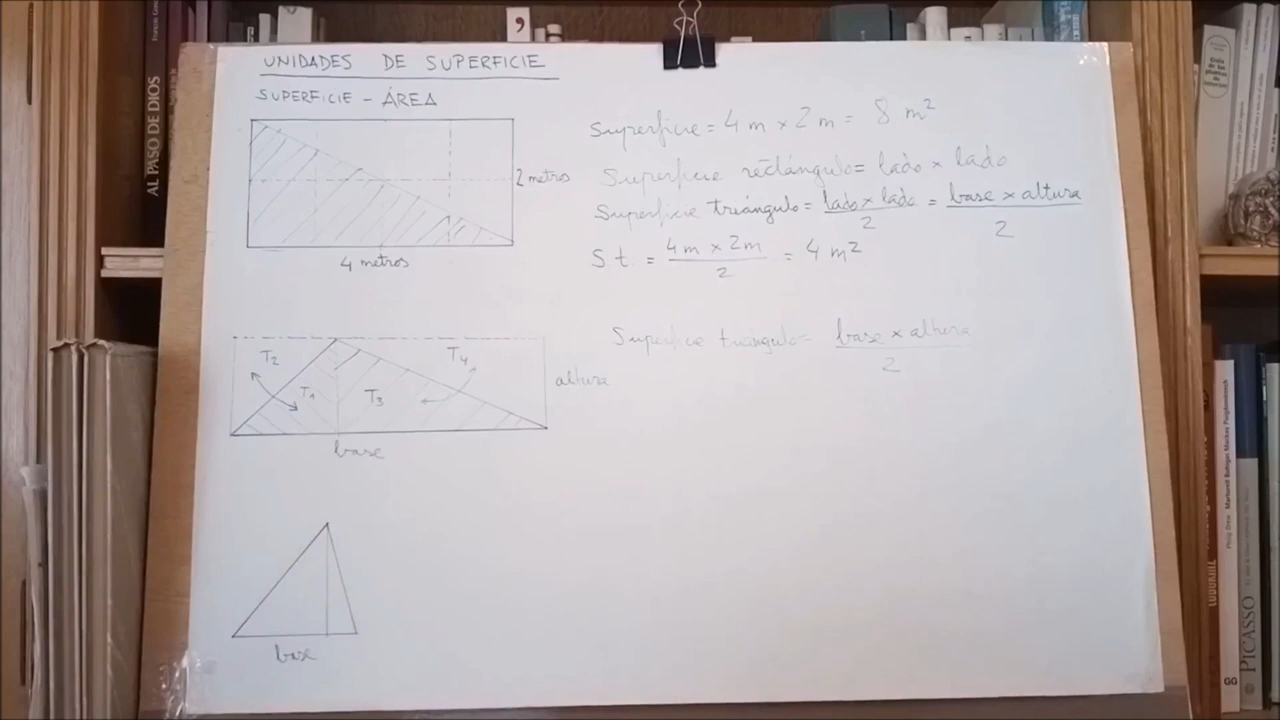 UNIDADES DE SUPERFICIE
SUPERFICIE - ÁREA
2 metros
4 metros
Superficie = 4 m x 2 m = 8 m²
Superficie rectángulo = lado x lado
Superficie triángulo = lado x lado / 2 = base x altura / 2
S t. = 4 m x 2 m / 2 = 4 m²
T2
T1
T3
T4
altura
base
Superficie triángulo = base x altura / 2
base
AL PASO DE DIOS
PICASSO
GG